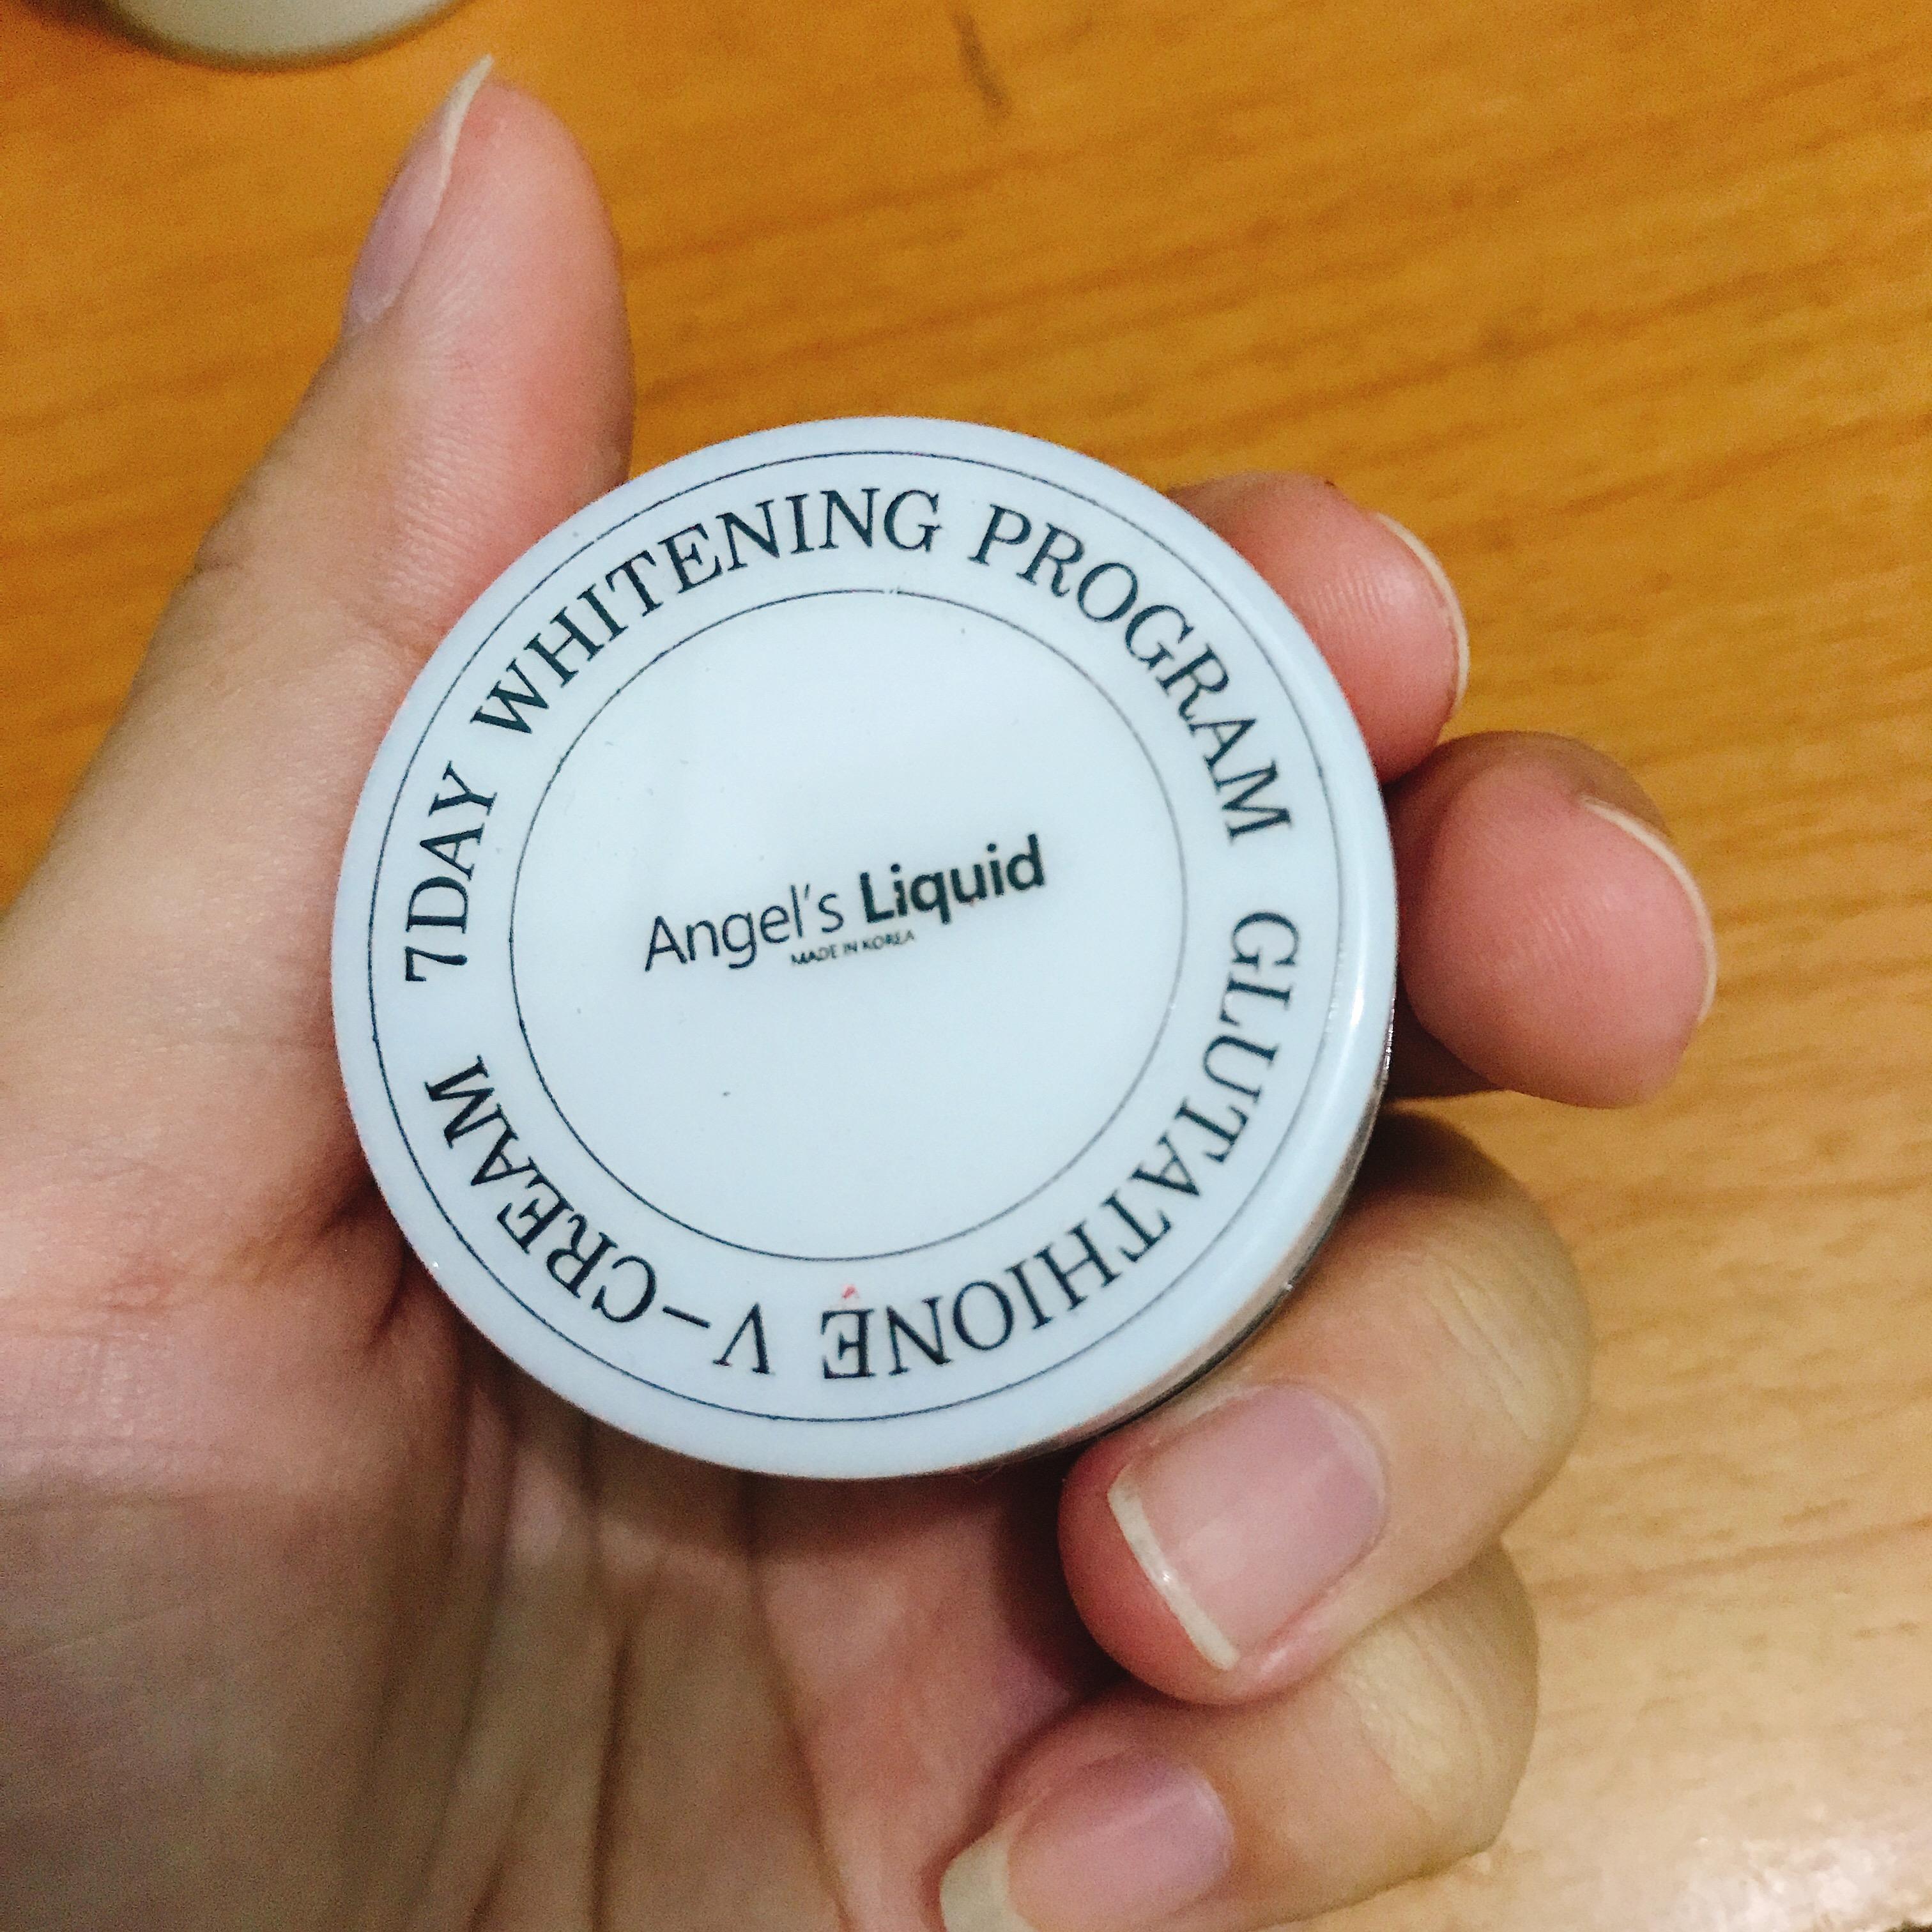 7DAY WHITENING PROGRAM
GLUTATHIONE V-CREAM
Angel's Liquid
MADE IN KOREA